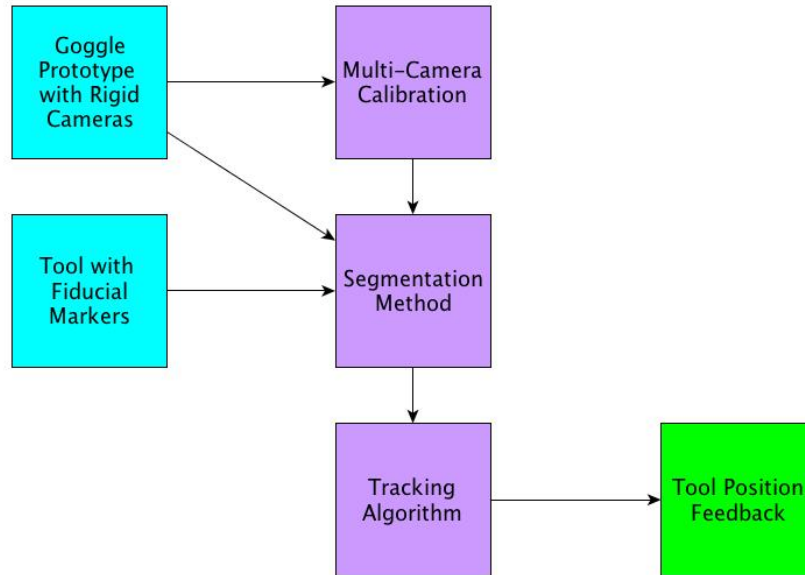 Goggle
Prototype
with Rigid
Cameras
Multi-Camera
Calibration
Tool with
Fiducial
Markers
Segmentation
Method
Tracking
Algorithm
Tool Position
Feedback